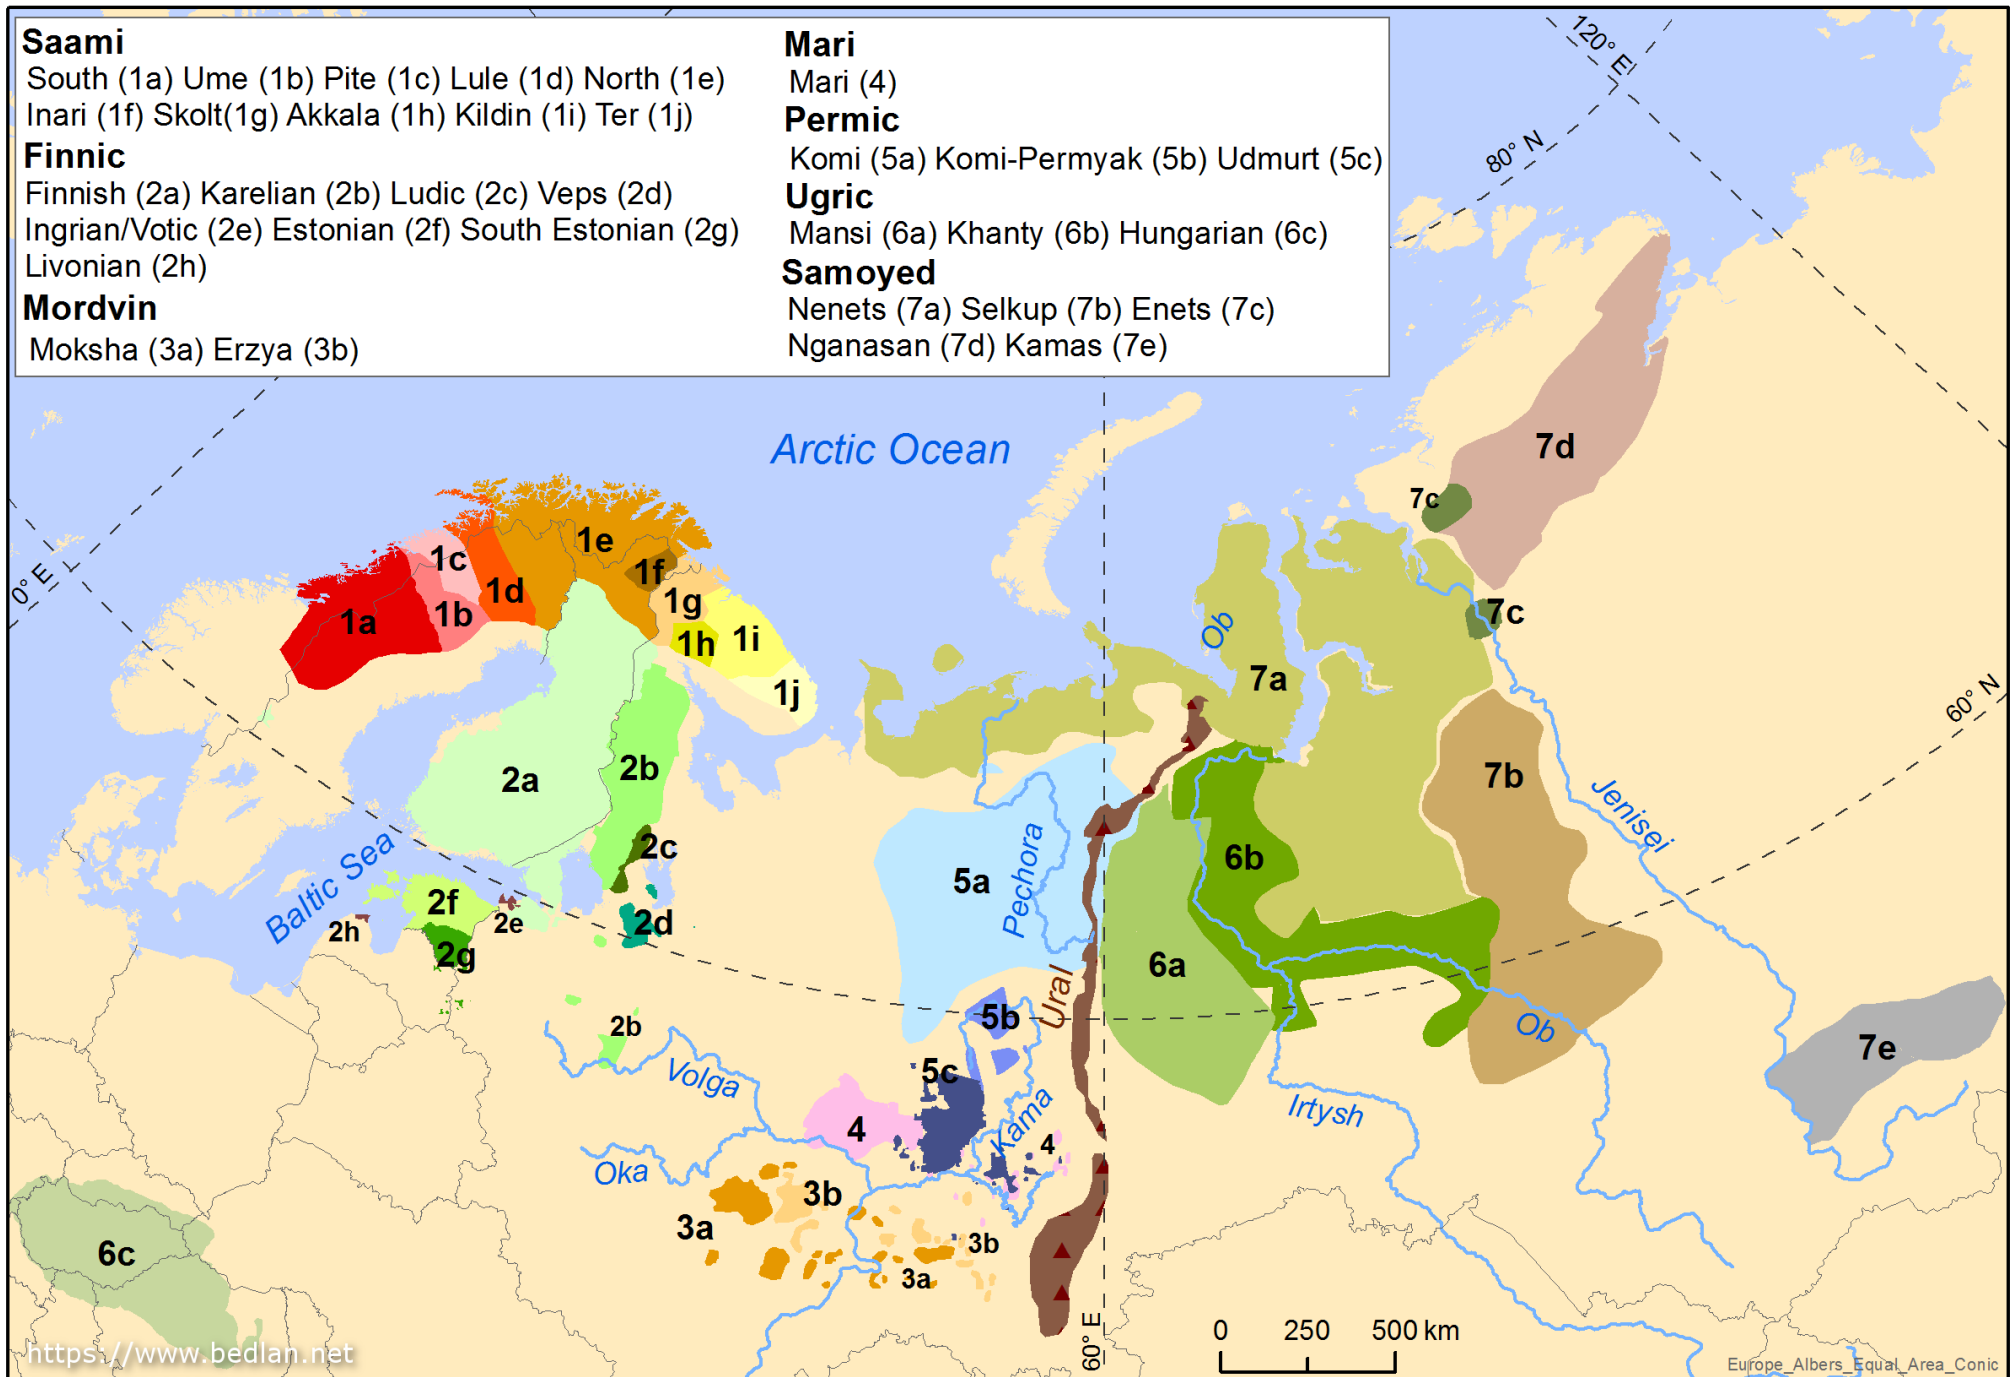 Saami
South (1a) Ume (1b) Pite (1c) Lule (1d) North (1e)
Inari (1f) Skolt(1g) Akkala (1h) Kildin (1i) Ter (1j)
Finnic
Finnish (2a) Karelian (2b) Ludic (2c) Veps (2d)
Ingrian/Votic (2e) Estonian (2f) South Estonian (2g)
Livonian (2h)
Mordvin
Moksha (3a) Erzya (3b)
Mari
Mari (4)
Permic
Komi (5a) Komi-Permyak (5b) Udmurt (5c)
Ugric
Mansi (6a) Khanty (6b) Hungarian (6c)
Samoyed
Nenets (7a) Selkup (7b) Enets (7c)
Nganasan (7d) Kamas (7e)
120° E
80° N
Arctic Ocean
7d
7c
1e
1c
1f
0° E
1d
1g
1a
1b
1h
1i
7c
Ob
7a
1j
60° N
2a
2b
7b
Jenisei
2c
6b
Baltic Sea
5a
Pechora
2f
2h
2e
2d
2g
6a
Ural
5b
2b
Ob
7e
Volga
5c
Kama
Irtysh
4
4
Oka
3b
3a
3b
6c
3a
60° E
0 250 500 km
https://www.bedlan.net
Europe_Albers_Equal_Area_Conic